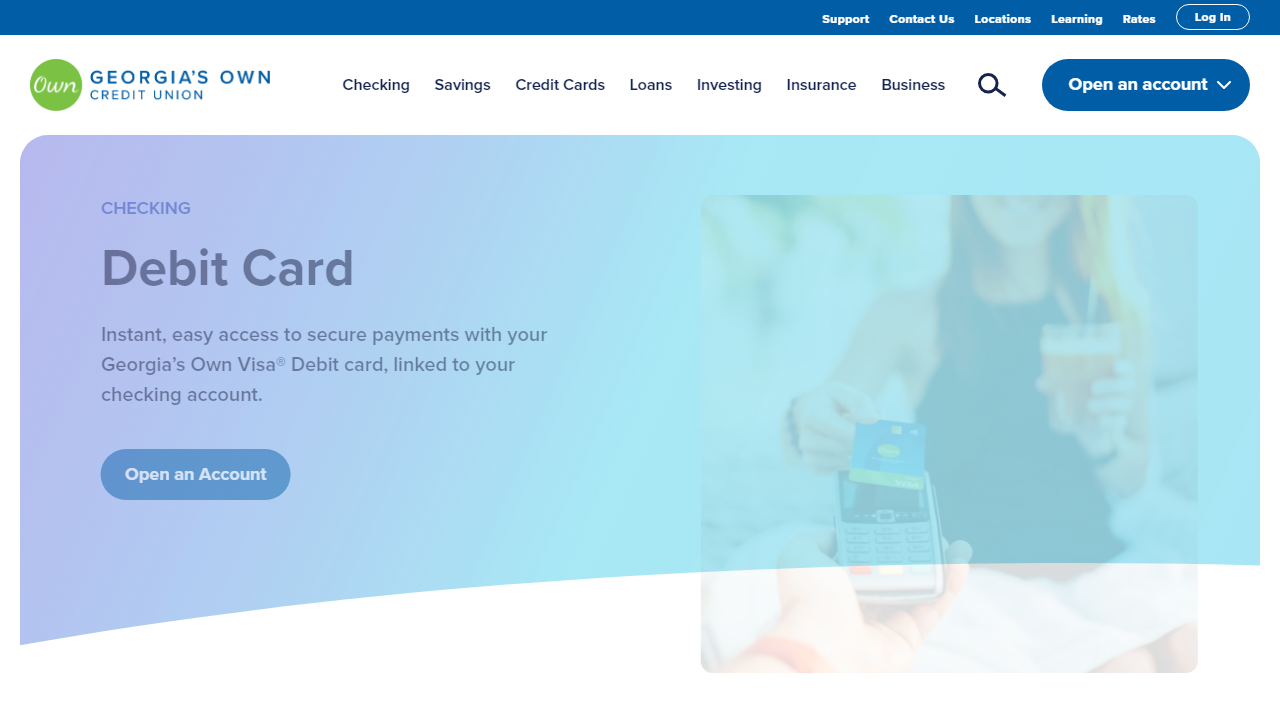 Support Contact Us Locations Learning Rates Log In
Own GEORGIA'S OWN
CREDIT UNION
Checking Savings Credit Cards Loans Investing Insurance Business
Open an account
CHECKING
Debit Card
Instant, easy access to secure payments with your
Georgia’s Own Visa® Debit card, linked to your
checking account.
Open an Account
VISA